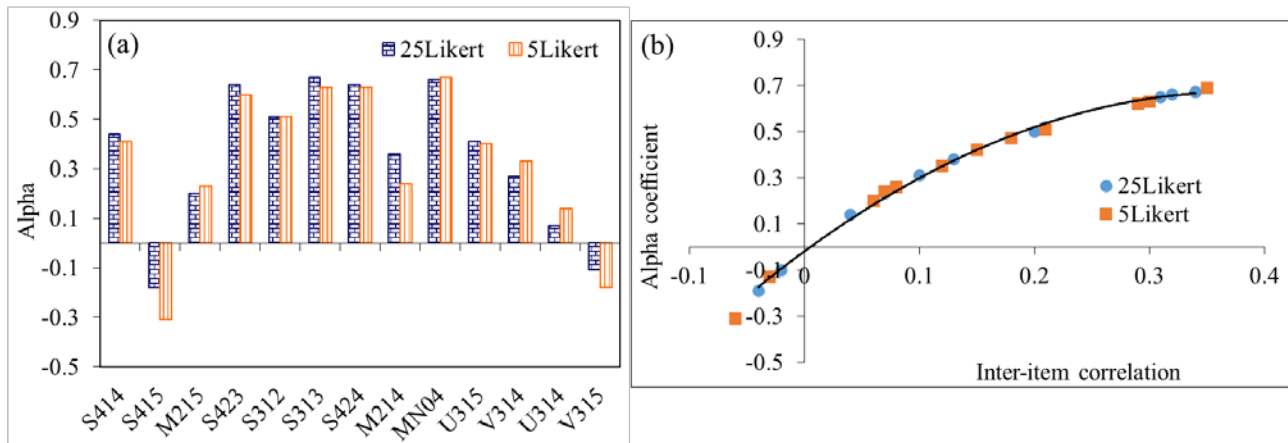 (a)
25Likert
5Likert
Alpha
0.9
0.7
0.5
0.3
0.1
-0.1
-0.3
-0.5
S414
S415
M215
S423
S312
S313
S424
M214
MN04
U315
V314
U314
V315
(b)
25Likert
5Likert
Alpha coefficient
0.9
0.7
0.5
0.3
0.1
-0.1
-0.3
-0.5
-0.1
0
0.1
0.2
0.3
0.4
Inter-item correlation